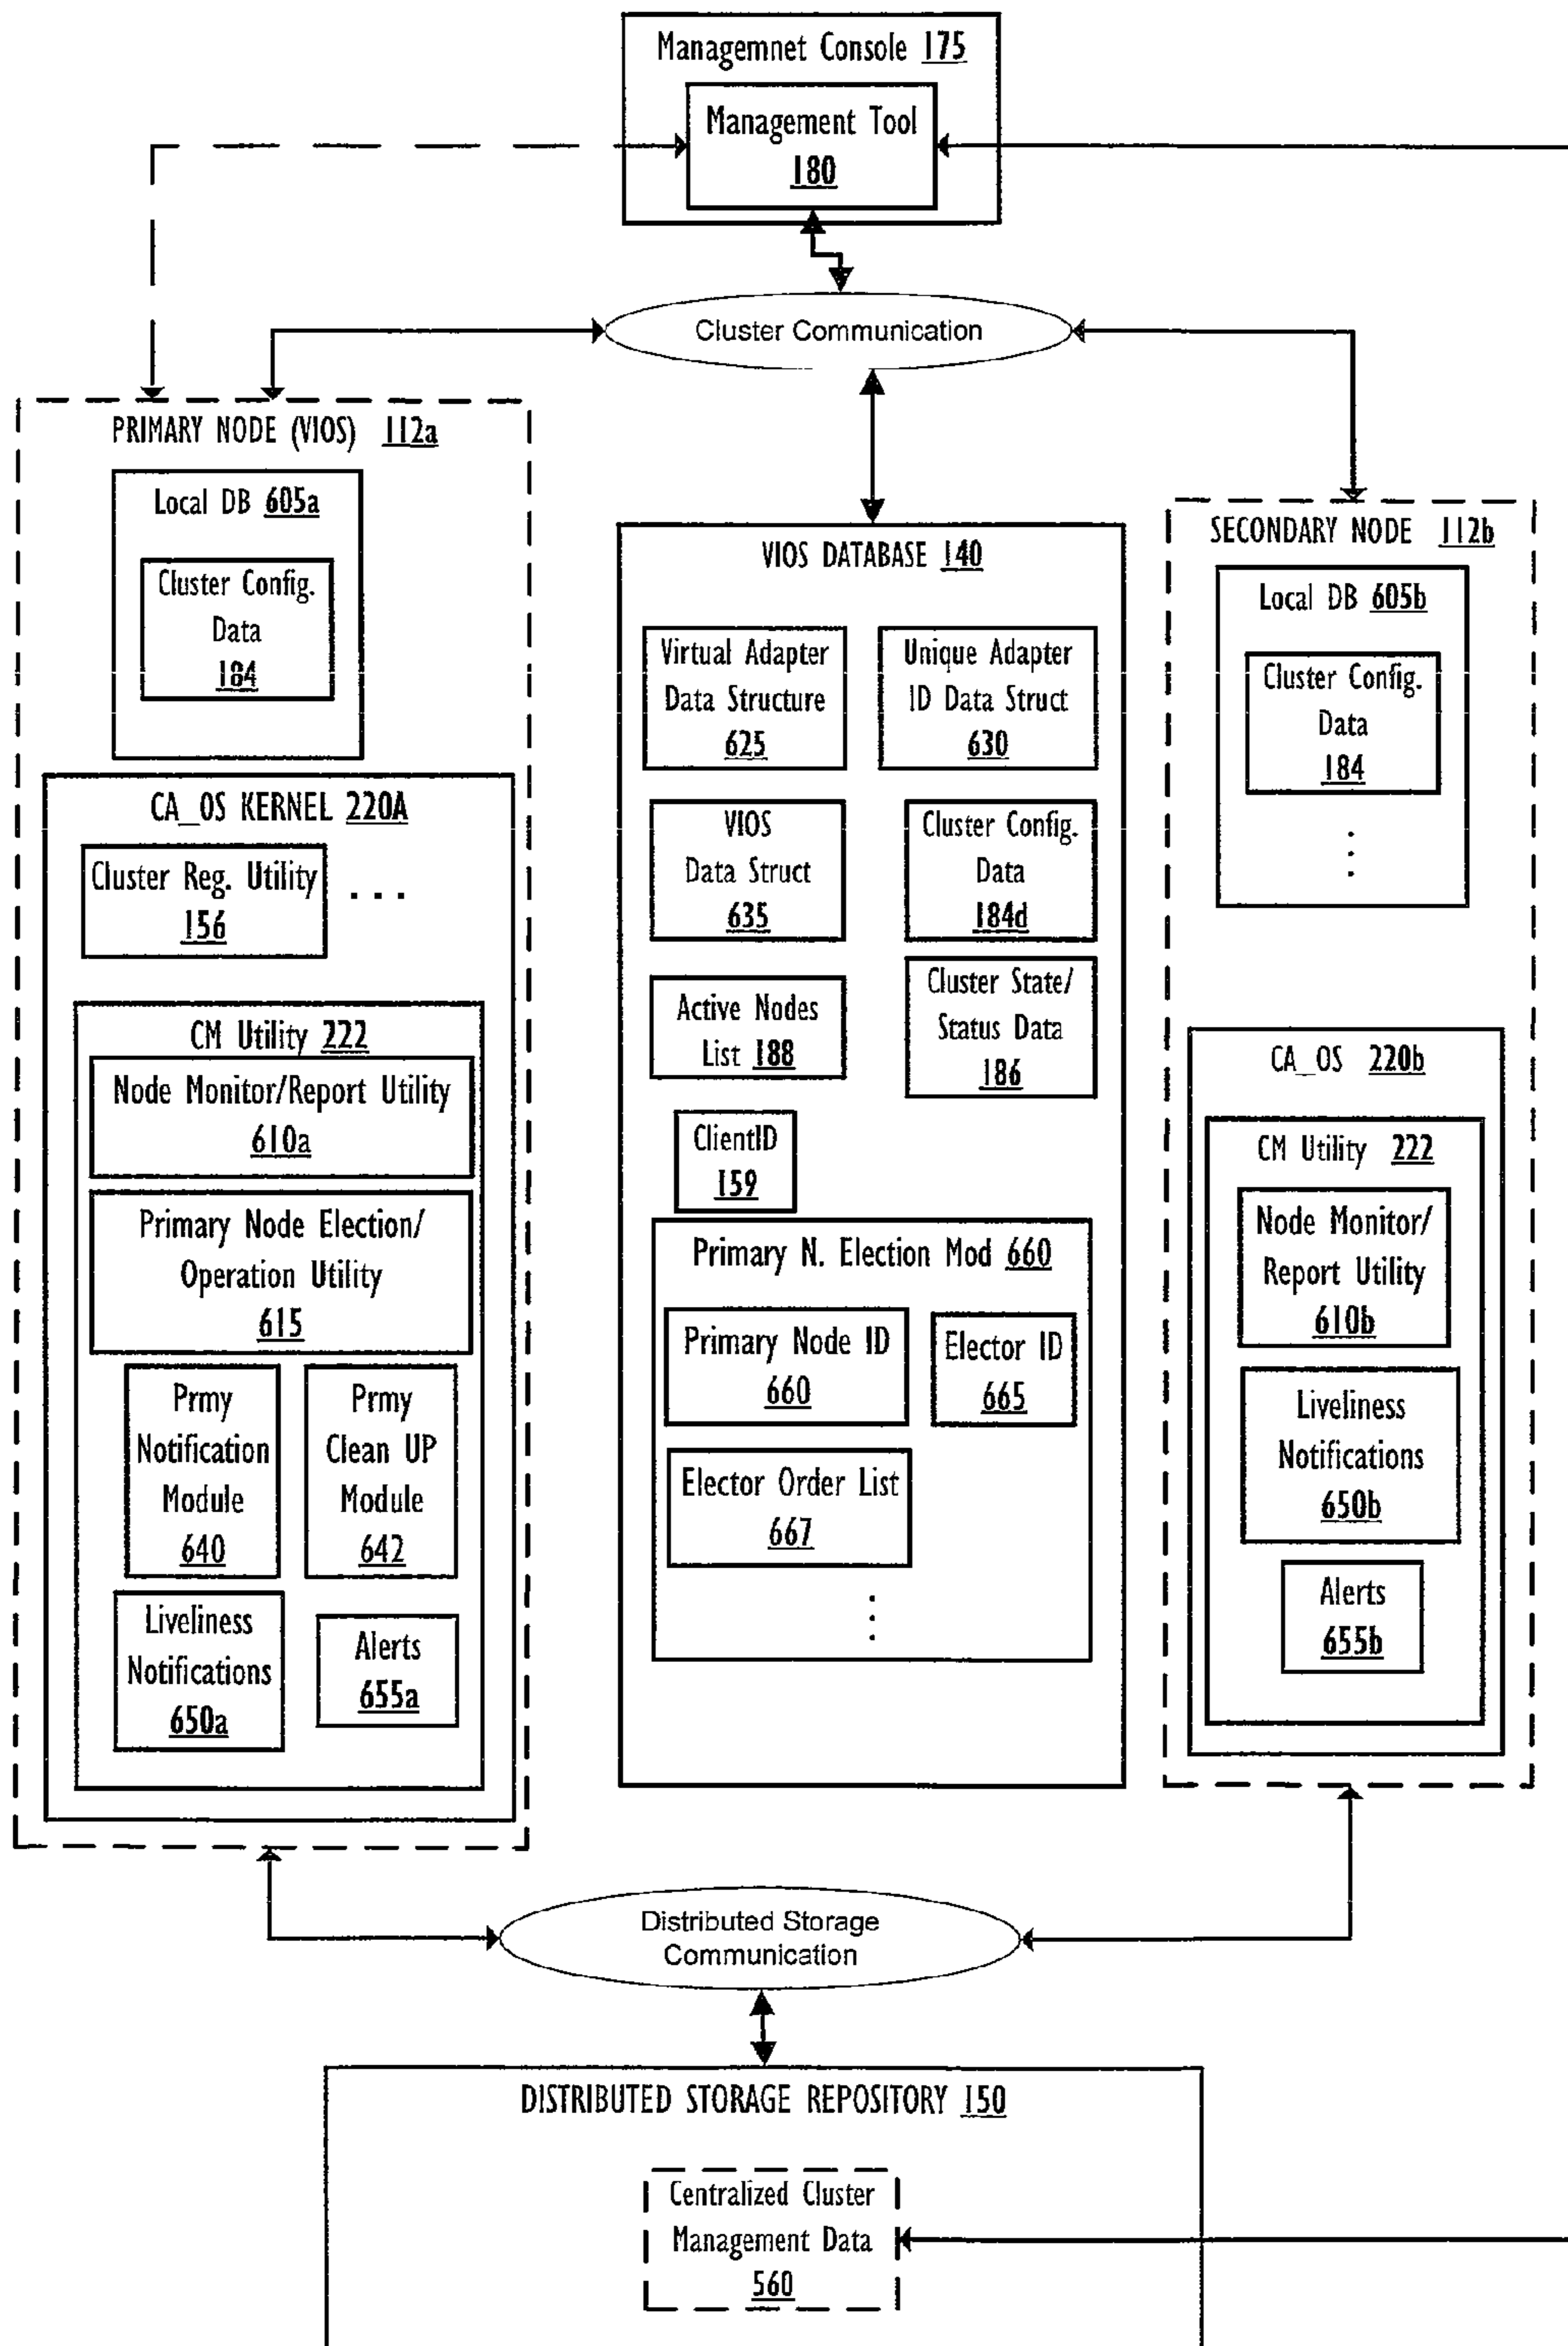 Managemnet Console 175
Management Tool
180
Cluster Communication
PRIMARY NODE (VIOS) 112a
Local DB 605a
Cluster Config.
Data
184
CA_OS KERNEL 220A
Cluster Reg. Utility
156
. . .
CM Utility 222
Node Monitor/Report Utility
610a
Primary Node Election/
Operation Utility
615
Prmy
Notification
Module
640
Prmy
Clean UP
Module
642
Liveliness
Notifications
650a
Alerts
655a
VIOS DATABASE 140
Virtual Adapter
Data Structure
625
Unique Adapter
ID Data Struct
630
VIOS
Data Struct
635
Cluster Config.
Data
184d
Active Nodes
List 188
Cluster State/
Status Data
186
ClientID
159
Primary N. Election Mod 660
Primary Node ID
660
Elector ID
665
Elector Order List
667
SECONDARY NODE 112b
Local DB 605b
Cluster Config.
Data
184
CA_OS 220b
CM Utility 222
Node Monitor/
Report Utility
610b
Liveliness
Notifications
650b
Alerts
655b
Distributed Storage
Communication
DISTRIBUTED STORAGE REPOSITORY 150
Centralized Cluster
Management Data
560